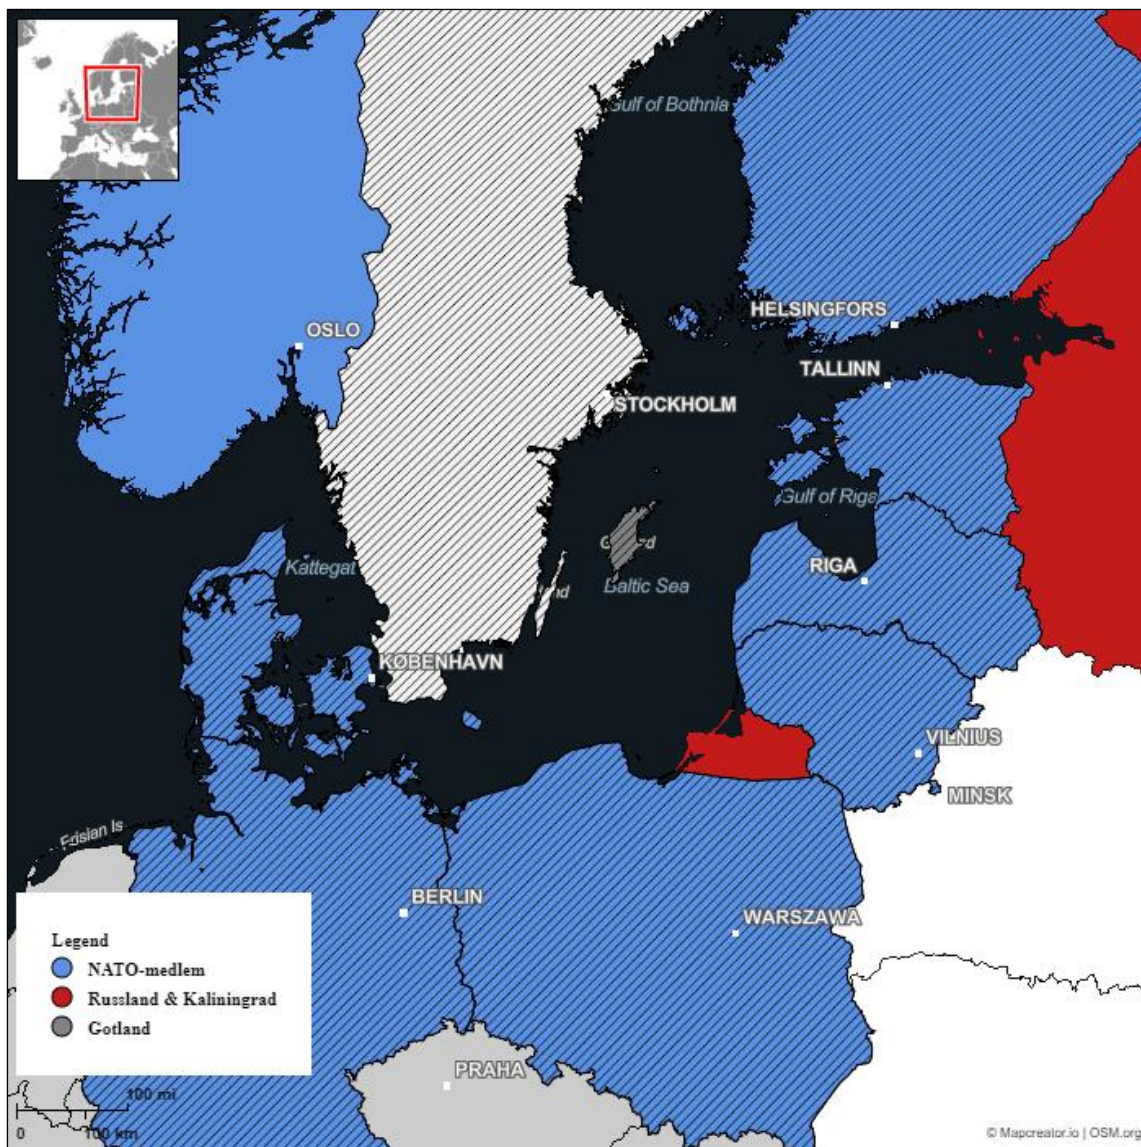 Gulf of Bothnia
HELSINGFORS
OSLO
TALLINN
STOCKHOLM
Gulf of Riga
Kattegat
RIGA
Baltic Sea
KØBENHAVN
VILNIUS
MINSK
Frisian Is
BERLIN
WARSZAWA
Legend
NATO-medlem
Russland & Kaliningrad
Gotland
PRAHA
100 mi
0 100 km
© Mapcreator.io | OSM.org